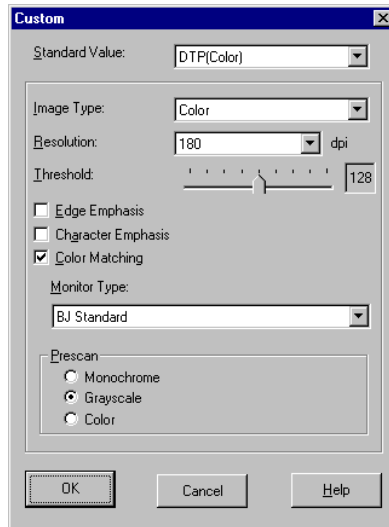 Custom
Standard Value: DTP(Color)
Image Type: Color
Resolution: 180 dpi
Threshold: 128
Edge Emphasis
Character Emphasis
Color Matching
Monitor Type:
BJ Standard
Prescan
Monochrome
Grayscale
Color
OK Cancel Help